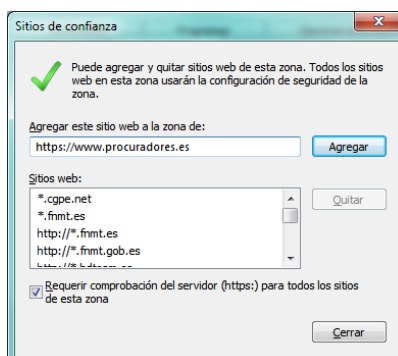 Sitios de confianza
Puede agregar y quitar sitios web de esta zona. Todos los sitios
web en esta zona usarán la configuración de seguridad de la
zona.
Agregar este sitio web a la zona de:
https://www.procuradores.es
Agregar
Sitios web:
*.cgpe.net
*.fnmt.es
http://*.fnmt.es
http://*.fnmt.gob.es
Quitar
Requerir comprobación del servidor (https:) para todos los sitios
de esta zona
Cerrar